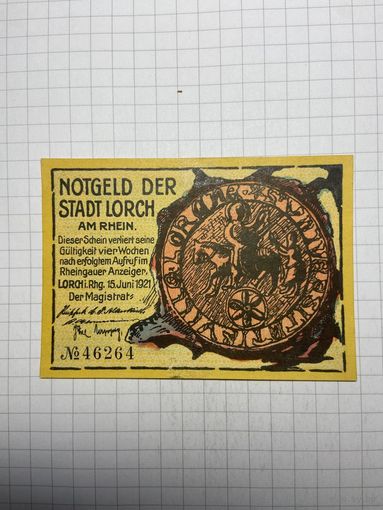 NOTGELD DER
STADT LORCH
AM RHEIN.
Dieser Schein verliert seine
Gültigkeit vier Wochen
nach erfolgtem Aufruf im
Rheingauer Anzeiger,
LORCH i. Rhg. 15. Juni 1921
Der Magistrat:
№ 46264